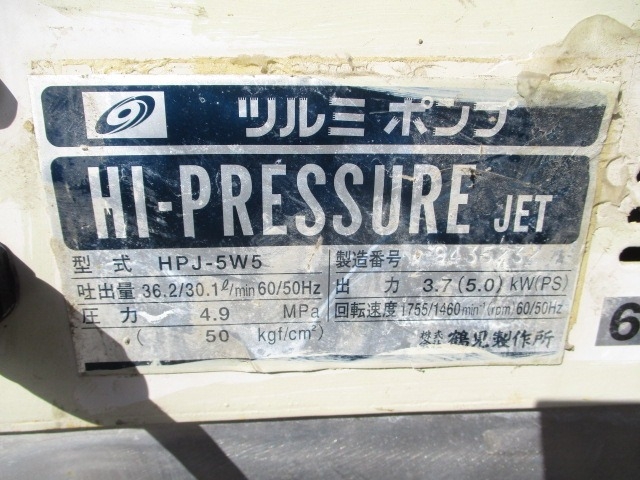 ツルミポンプ
HI-PRESSURE JET
型式 HPJ-5W5 製造番号
吐出量 36.2/30.1ℓ/min 60/50Hz 出力 3.7(5.0) kW(PS)
圧力 4.9 MPa 回転速度 1755/1460min⁻¹(rpm) 60/50Hz
( 50 kgf/cm²) 株式会社 鶴見製作所
6